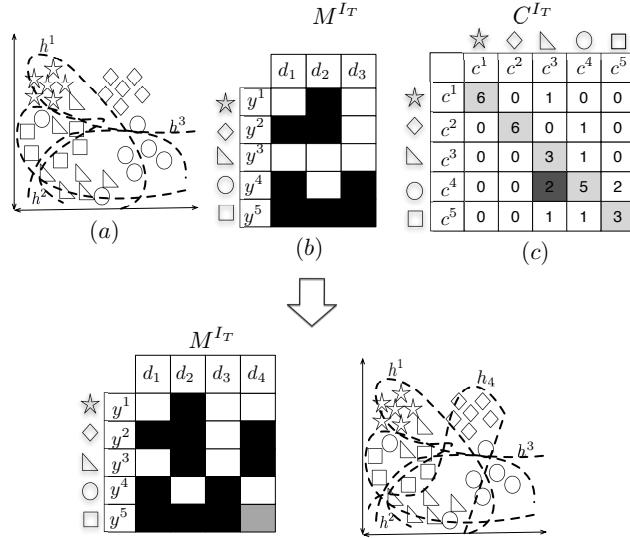 M^{I_T} C^{I_T}
h^1
h^3
h^2
(a)
d_1 d_2 d_3
y^1
y^2
y^3
y^4
y^5
(b)
c^1 c^2 c^3 c^4 c^5
c^1 6 0 1 0 0
c^2 0 6 0 1 0
c^3 0 0 3 1 0
c^4 0 0 2 5 2
c^5 0 0 1 1 3
(c)
M^{I_T}
d_1 d_2 d_3 d_4
y^1
y^2
y^3
y^4
y^5
h^1 h_4
h^3
h^2